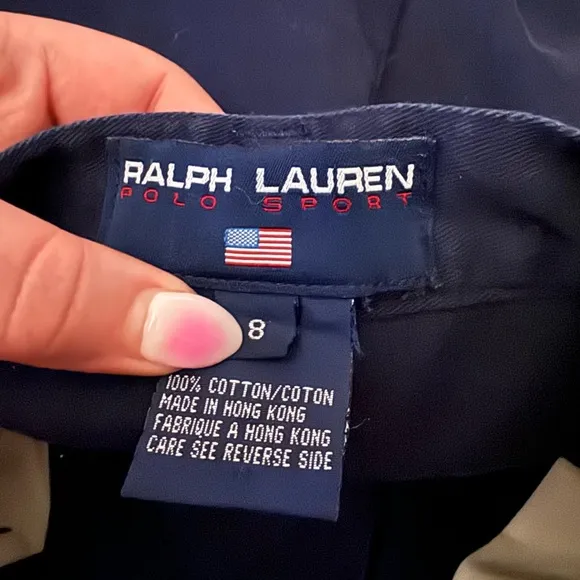 RALPH LAUREN
POLO SPORT
8
100% COTTON/COTON
MADE IN HONG KONG
FABRIQUE A HONG KONG
CARE SEE REVERSE SIDE